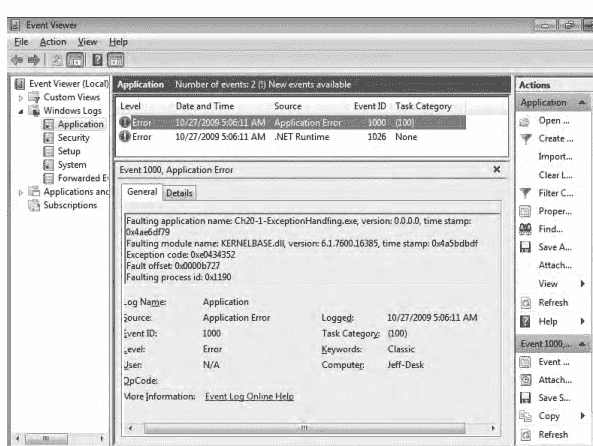 Event Viewer
File Action View Help
Event Viewer (Local)
Custom Views
Windows Logs
Application
Security
Setup
System
Forwarded E
Applications and
Subscriptions
Application Number of events: 2 (!) New events available
Level Date and Time Source Event ID Task Category
Error 10/27/2009 5:06:11 AM Application Error 1000 (100)
Error 10/27/2009 5:06:11 AM .NET Runtime 1026 None
Event 1000, Application Error
General Details
Faulting application name: Ch20-1-ExceptionHandling.exe, version: 0.0.0.0, time stamp:
0x4ae6df79
Faulting module name: KERNELBASE.dll, version: 6.1.7600.16385, time stamp: 0x4a5bdbdf
Exception code: 0xe0434352
Fault offset: 0x0000b727
Faulting process id: 0x1190
Log Name: Application
Source: Application Error Logged: 10/27/2009 5:06:11 AM
Event ID: 1000 Task Category: (100)
Level: Error Keywords: Classic
User: N/A Computer: Jeff-Desk
OpCode:
More Information: Event Log Online Help
Actions
Application
Open ...
Create ...
Import...
Clear L...
Filter C...
Proper...
Find...
Save A...
Attach...
View
Refresh
Help
Event 1000,...
Event ...
Attach...
Save S...
Copy
Refresh